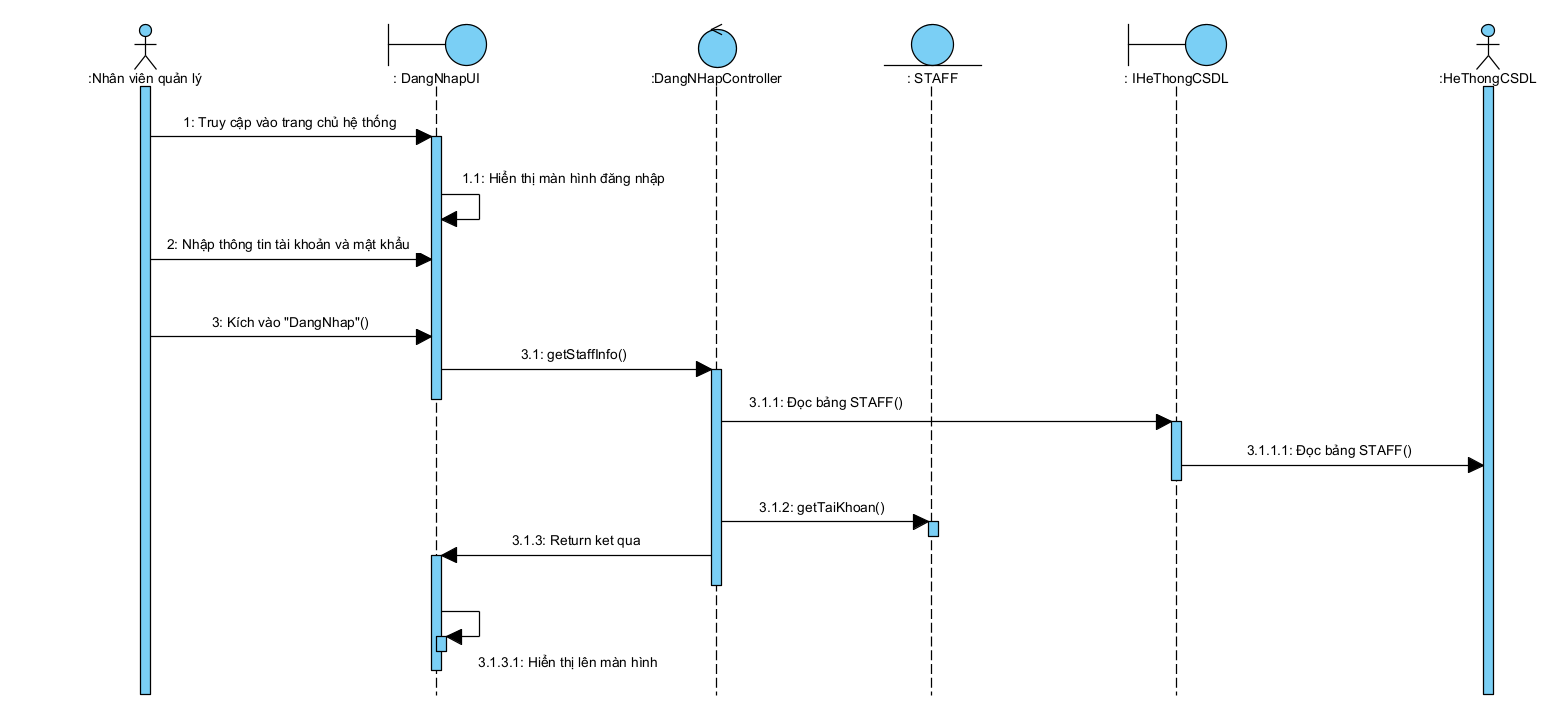 :Nhân viên quản lý
: DangNhapUI
:DangNHapController
: STAFF
: IHeThongCSDL
:HeThongCSDL
1: Truy cập vào trang chủ hệ thống
1.1: Hiển thị màn hình đăng nhập
2: Nhập thông tin tài khoản và mật khẩu
3: Kích vào "DangNhap"()
3.1: getStaffInfo()
3.1.1: Đọc bảng STAFF()
3.1.1.1: Đọc bảng STAFF()
3.1.2: getTaiKhoan()
3.1.3: Return ket qua
3.1.3.1: Hiển thị lên màn hình